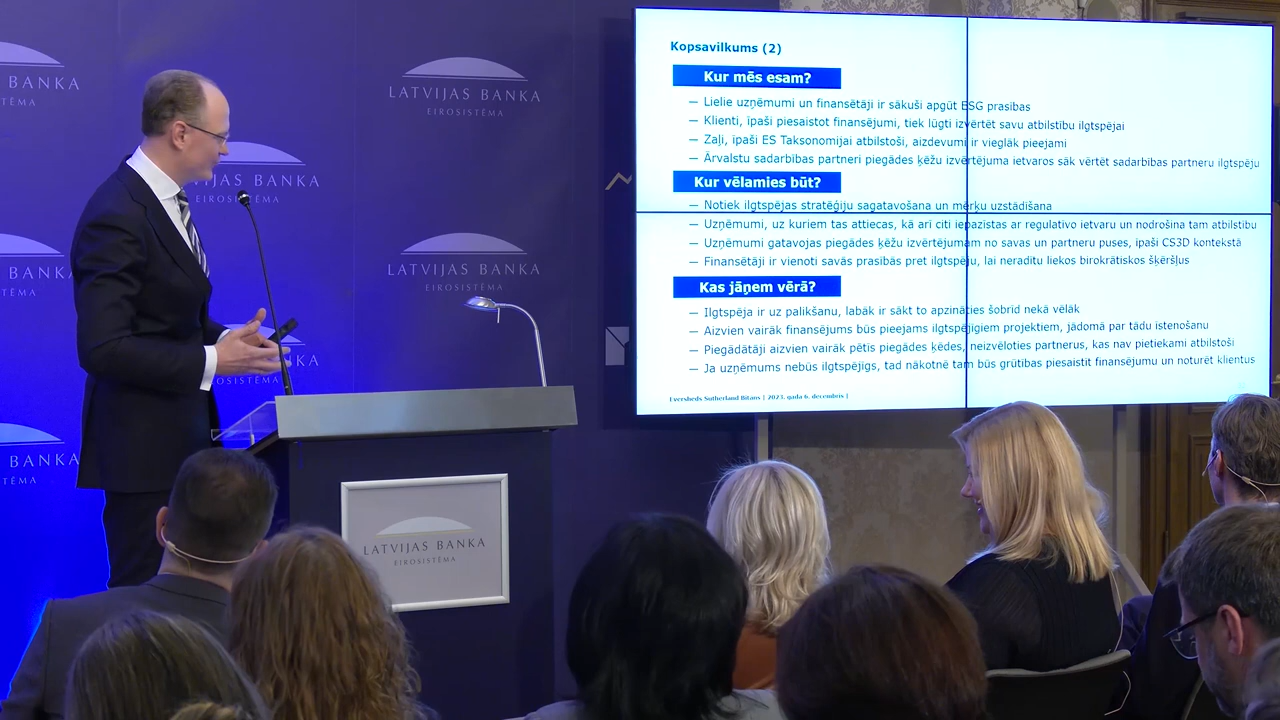 LATVIJAS BANKA
EIROSISTĒMA
Kopsavilkums (2)
Kur mēs esam?
— Lielie uzņēmumi un finansētāji ir sākuši apgūt ESG prasības
— Klienti, īpaši piesaistot finansējumu, tiek lūgti izvērtēt savu atbilstību ilgtspējai
— Zaļi, īpaši ES Taksonomijai atbilstoši, aizdevumi ir vieglāk pieejami
— Ārvalstu sadarbības partneri piegādes ķēžu izvērtējuma ietvaros sāk vērtēt sadarbības partneru ilgtspēju
Kur vēlamies būt?
— Notiek ilgtspējas stratēģiju sagatavošana un mērķu uzstādīšana
— Uzņēmumi, uz kuriem tas attiecas, kā arī citi iepazīstas ar regulatīvo ietvaru un nodrošina tam atbilstību
— Uzņēmumi gatavojas piegādes ķēžu izvērtējumam no savas un partneru puses, īpaši CS3D kontekstā
— Finansētāji ir vienoti savās prasībās pret ilgtspēju, lai neradītu liekos birokrātiskos šķēršļus
Kas jāņem vērā?
— Ilgtspēja ir uz palikšanu, labāk ir sākt to apzināties šobrīd nekā vēlāk
— Aizvien vairāk finansējums būs pieejams ilgtspējīgiem projektiem, jādomā par tādu īstenošanu
— Piegādātāji aizvien vairāk pētīs piegādes ķēdes, neizvēloties partnerus, kas nav pietiekami atbilstoši
— Ja uzņēmums nebūs ilgtspējīgs, tad nākotnē tam būs grūtības piesaistīt finansējumu un noturēt klientus
Eversheds Sutherland Bitāns | 2023. gada 6. decembris |
LATVIJAS BANKA
EIROSISTĒMA
LATVIJAS BANKA
EIROSISTĒMA